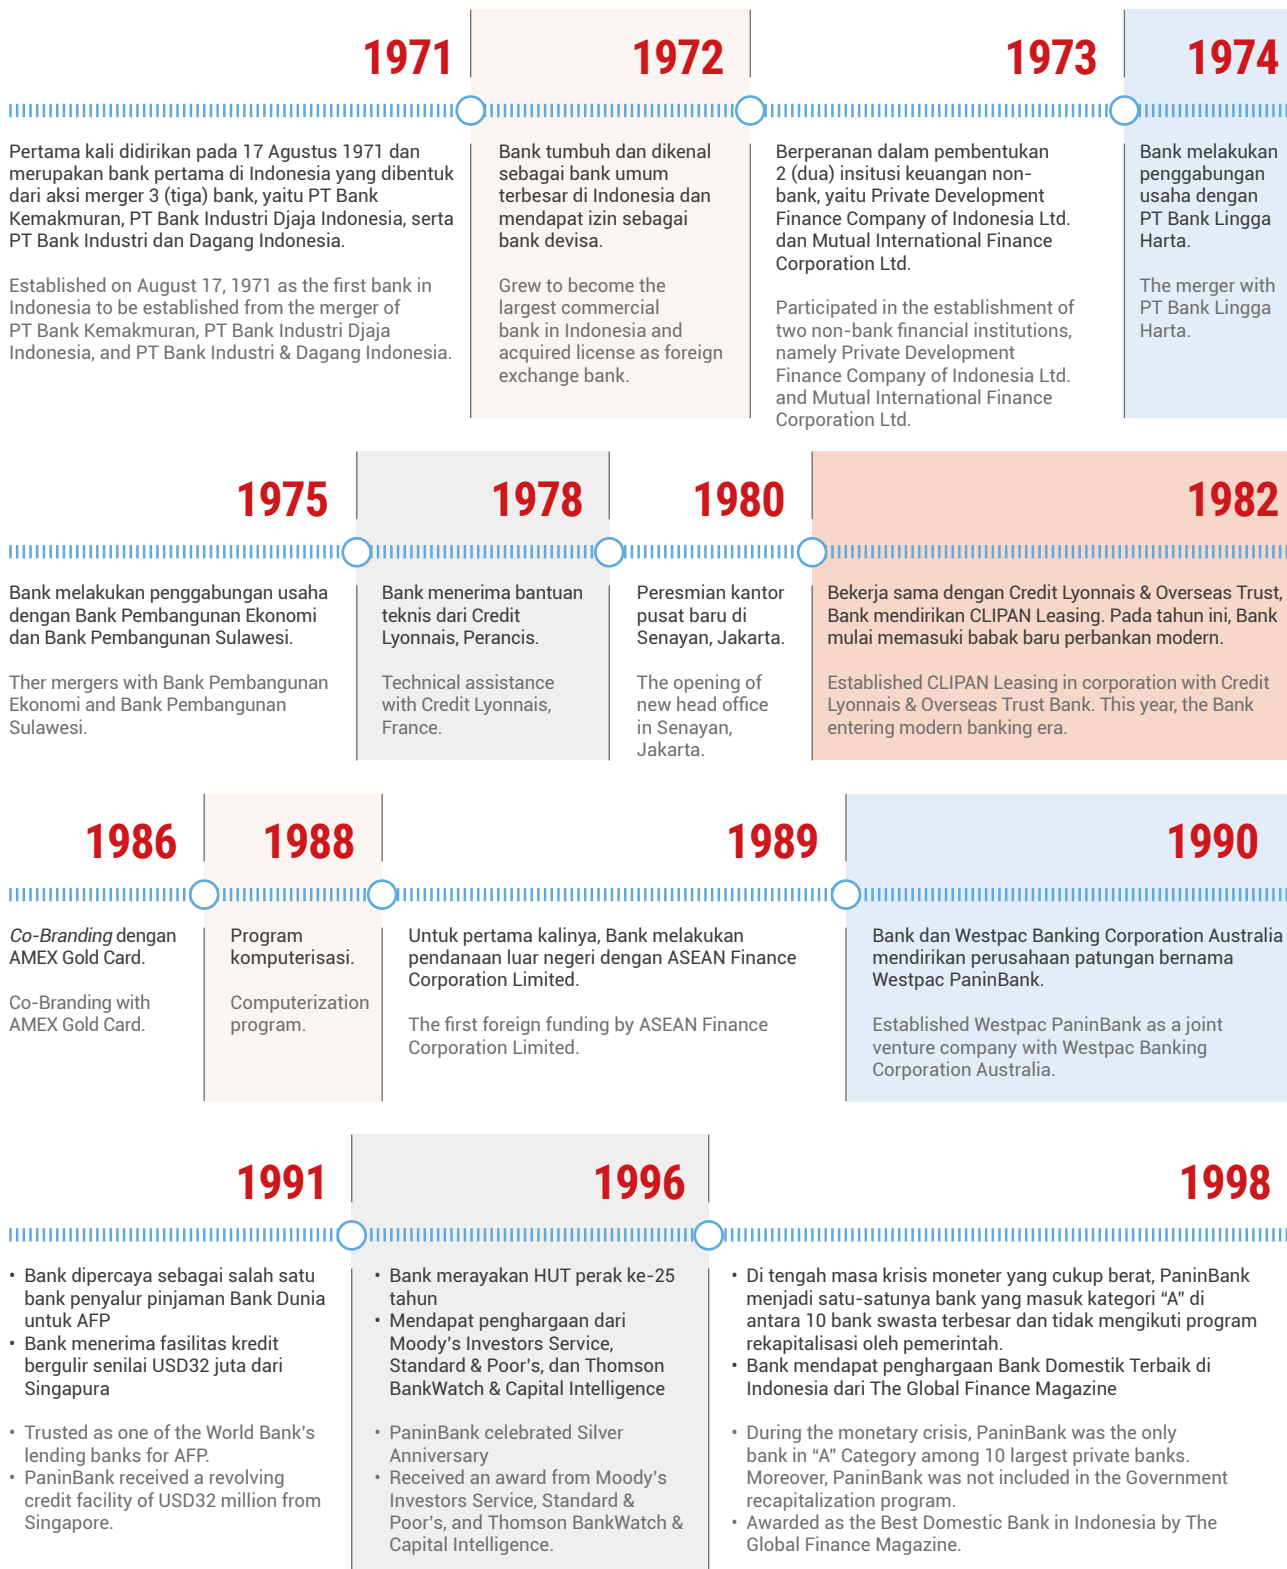 1971
Pertama kali didirikan pada 17 Agustus 1971 dan
merupakan bank pertama di Indonesia yang dibentuk
dari aksi merger 3 (tiga) bank, yaitu PT Bank
Kemakmuran, PT Bank Industri Djaja Indonesia, serta
PT Bank Industri dan Dagang Indonesia.
Established on August 17, 1971 as the first bank in
Indonesia to be established from the merger of
PT Bank Kemakmuran, PT Bank Industri Djaja
Indonesia, and PT Bank Industri & Dagang Indonesia.
1972
Bank tumbuh dan dikenal
sebagai bank umum
terbesar di Indonesia dan
mendapat izin sebagai
bank devisa.
Grew to become the
largest commercial
bank in Indonesia and
acquired license as foreign
exchange bank.
1973
Berperanan dalam pembentukan
2 (dua) insitusi keuangan non-
bank, yaitu Private Development
Finance Company of Indonesia Ltd.
dan Mutual International Finance
Corporation Ltd.
Participated in the establishment of
two non-bank financial institutions,
namely Private Development
Finance Company of Indonesia Ltd.
and Mutual International Finance
Corporation Ltd.
1974
Bank melakukan
penggabungan
usaha dengan
PT Bank Lingga
Harta.
The merger with
PT Bank Lingga
Harta.
1975
Bank melakukan penggabungan usaha
dengan Bank Pembangunan Ekonomi
dan Bank Pembangunan Sulawesi.
Ther mergers with Bank Pembangunan
Ekonomi and Bank Pembangunan
Sulawesi.
1978
Bank menerima bantuan
teknis dari Credit
Lyonnais, Perancis.
Technical assistance
with Credit Lyonnais,
France.
1980
Peresmian kantor
pusat baru di
Senayan, Jakarta.
The opening of
new head office
in Senayan,
Jakarta.
1982
Bekerja sama dengan Credit Lyonnais & Overseas Trust,
Bank mendirikan CLIPAN Leasing. Pada tahun ini, Bank
mulai memasuki babak baru perbankan modern.
Established CLIPAN Leasing in corporation with Credit
Lyonnais & Overseas Trust Bank. This year, the Bank
entering modern banking era.
1986
Co-Branding dengan
AMEX Gold Card.
Co-Branding with
AMEX Gold Card.
1988
Program
komputerisasi.
Computerization
program.
1989
Untuk pertama kalinya, Bank melakukan
pendanaan luar negeri dengan ASEAN Finance
Corporation Limited.
The first foreign funding by ASEAN Finance
Corporation Limited.
1990
Bank dan Westpac Banking Corporation Australia
mendirikan perusahaan patungan bernama
Westpac PaninBank.
Established Westpac PaninBank as a joint
venture company with Westpac Banking
Corporation Australia.
1991
• Bank dipercaya sebagai salah satu
bank penyalur pinjaman Bank Dunia
untuk AFP
• Bank menerima fasilitas kredit
bergulir senilai USD32 juta dari
Singapura
• Trusted as one of the World Bank's
lending banks for AFP.
• PaninBank received a revolving
credit facility of USD32 million from
Singapore.
1996
• Bank merayakan HUT perak ke-25
tahun
• Mendapat penghargaan dari
Moody's Investors Service,
Standard & Poor's, dan Thomson
BankWatch & Capital Intelligence
• PaninBank celebrated Silver
Anniversary
• Received an award from Moody's
Investors Service, Standard &
Poor's, and Thomson BankWatch &
Capital Intelligence.
1998
• Di tengah masa krisis moneter yang cukup berat, PaninBank
menjadi satu-satunya bank yang masuk kategori “A” di
antara 10 bank swasta terbesar dan tidak mengikuti program
rekapitalisasi oleh pemerintah.
• Bank mendapat penghargaan Bank Domestik Terbaik di
Indonesia dari The Global Finance Magazine
• During the monetary crisis, PaninBank was the only
bank in “A” Category among 10 largest private banks.
Moreover, PaninBank was not included in the Government
recapitalization program.
• Awarded as the Best Domestic Bank in Indonesia by The
Global Finance Magazine.